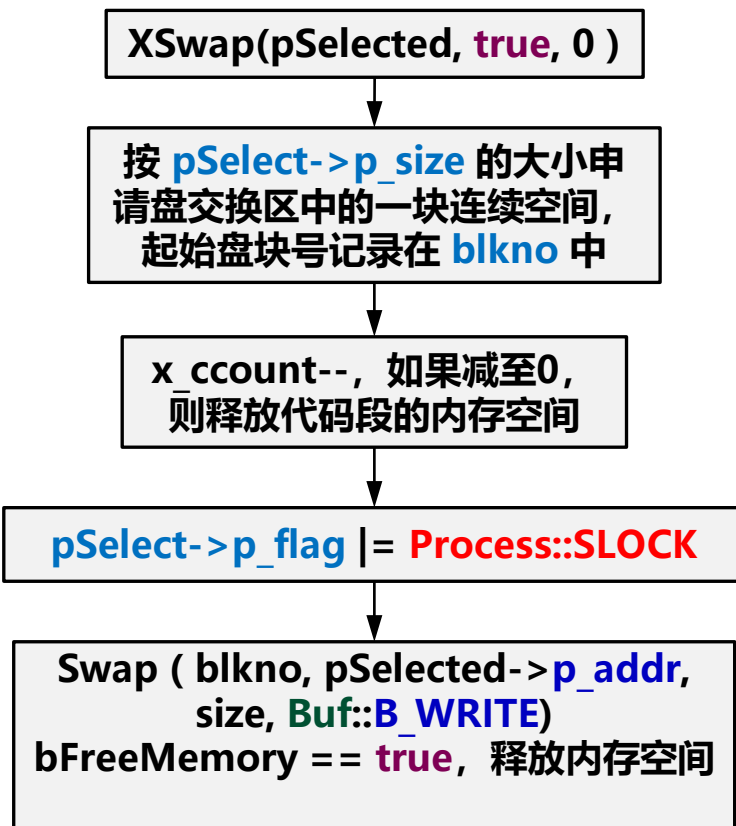 XSwap(pSelected, true, 0 )
按 pSelect->p_size 的大小申
请盘交换区中的一块连续空间，
起始盘块号记录在 blkno 中
x_ccount--，如果减至0，
则释放代码段的内存空间
pSelect->p_flag |= Process::SLOCK
Swap ( blkno, pSelected->p_addr,
size, Buf::B_WRITE)
bFreeMemory == true，释放内存空间